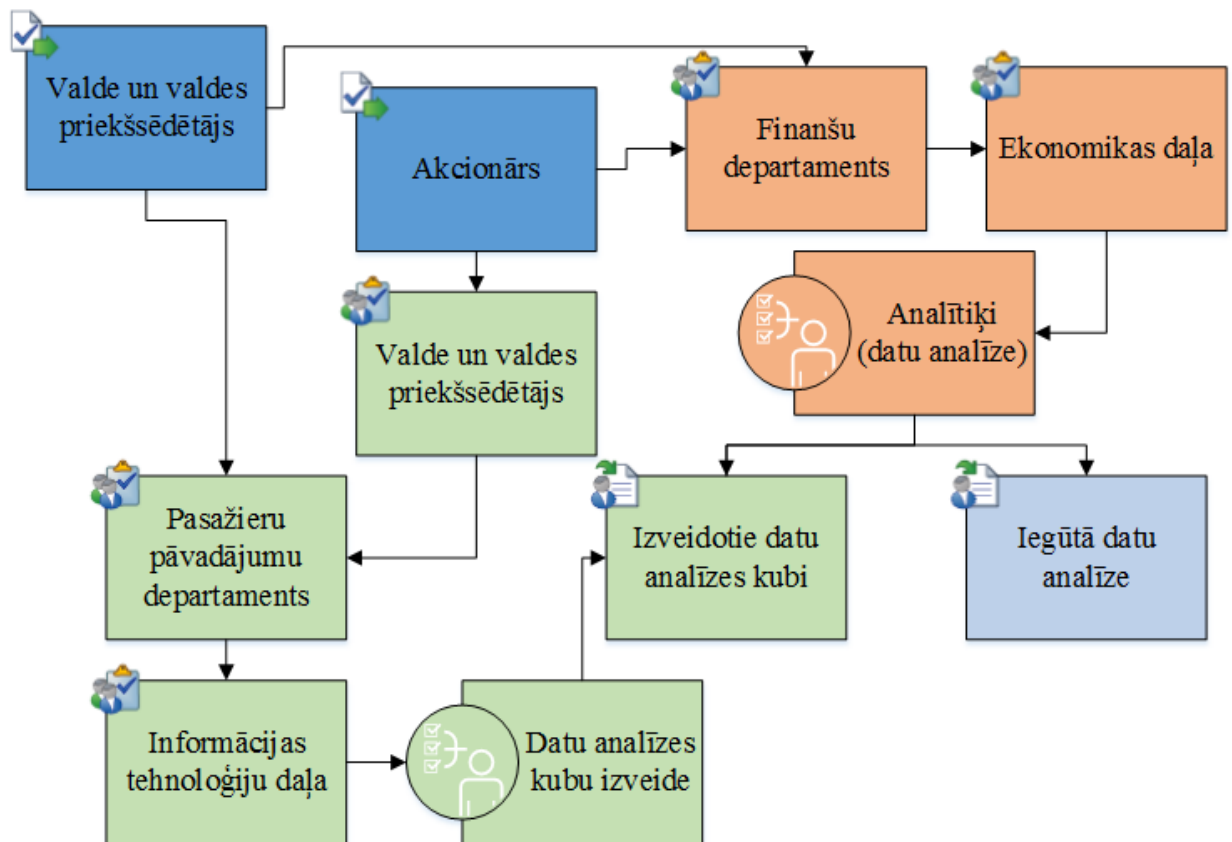 Valde un valdes
priekšsēdētājs
Akcionārs
Finanšu
departaments
Ekonomikas daļa
Valde un valdes
priekšsēdētājs
Analītiķi
(datu analīze)
Pasažieru
pāvadājumu
departaments
Izveidotie datu
analīzes kubi
Iegūtā datu
analīze
Informācijas
tehnoloģiju daļa
Datu analīzes
kubu izveide